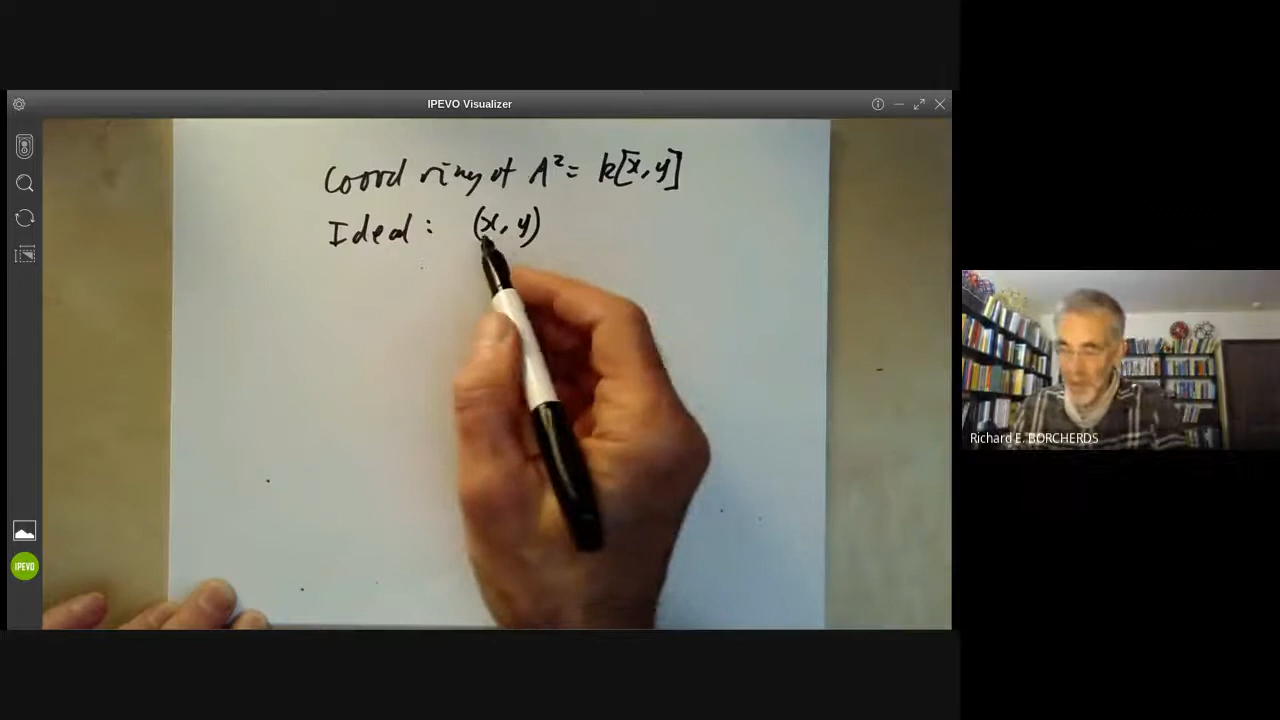 IPEVO Visualizer
Coord ring of A² = k[x, y]
Ideal : (x, y)
IPEVO
Richard E. BORCHERDS